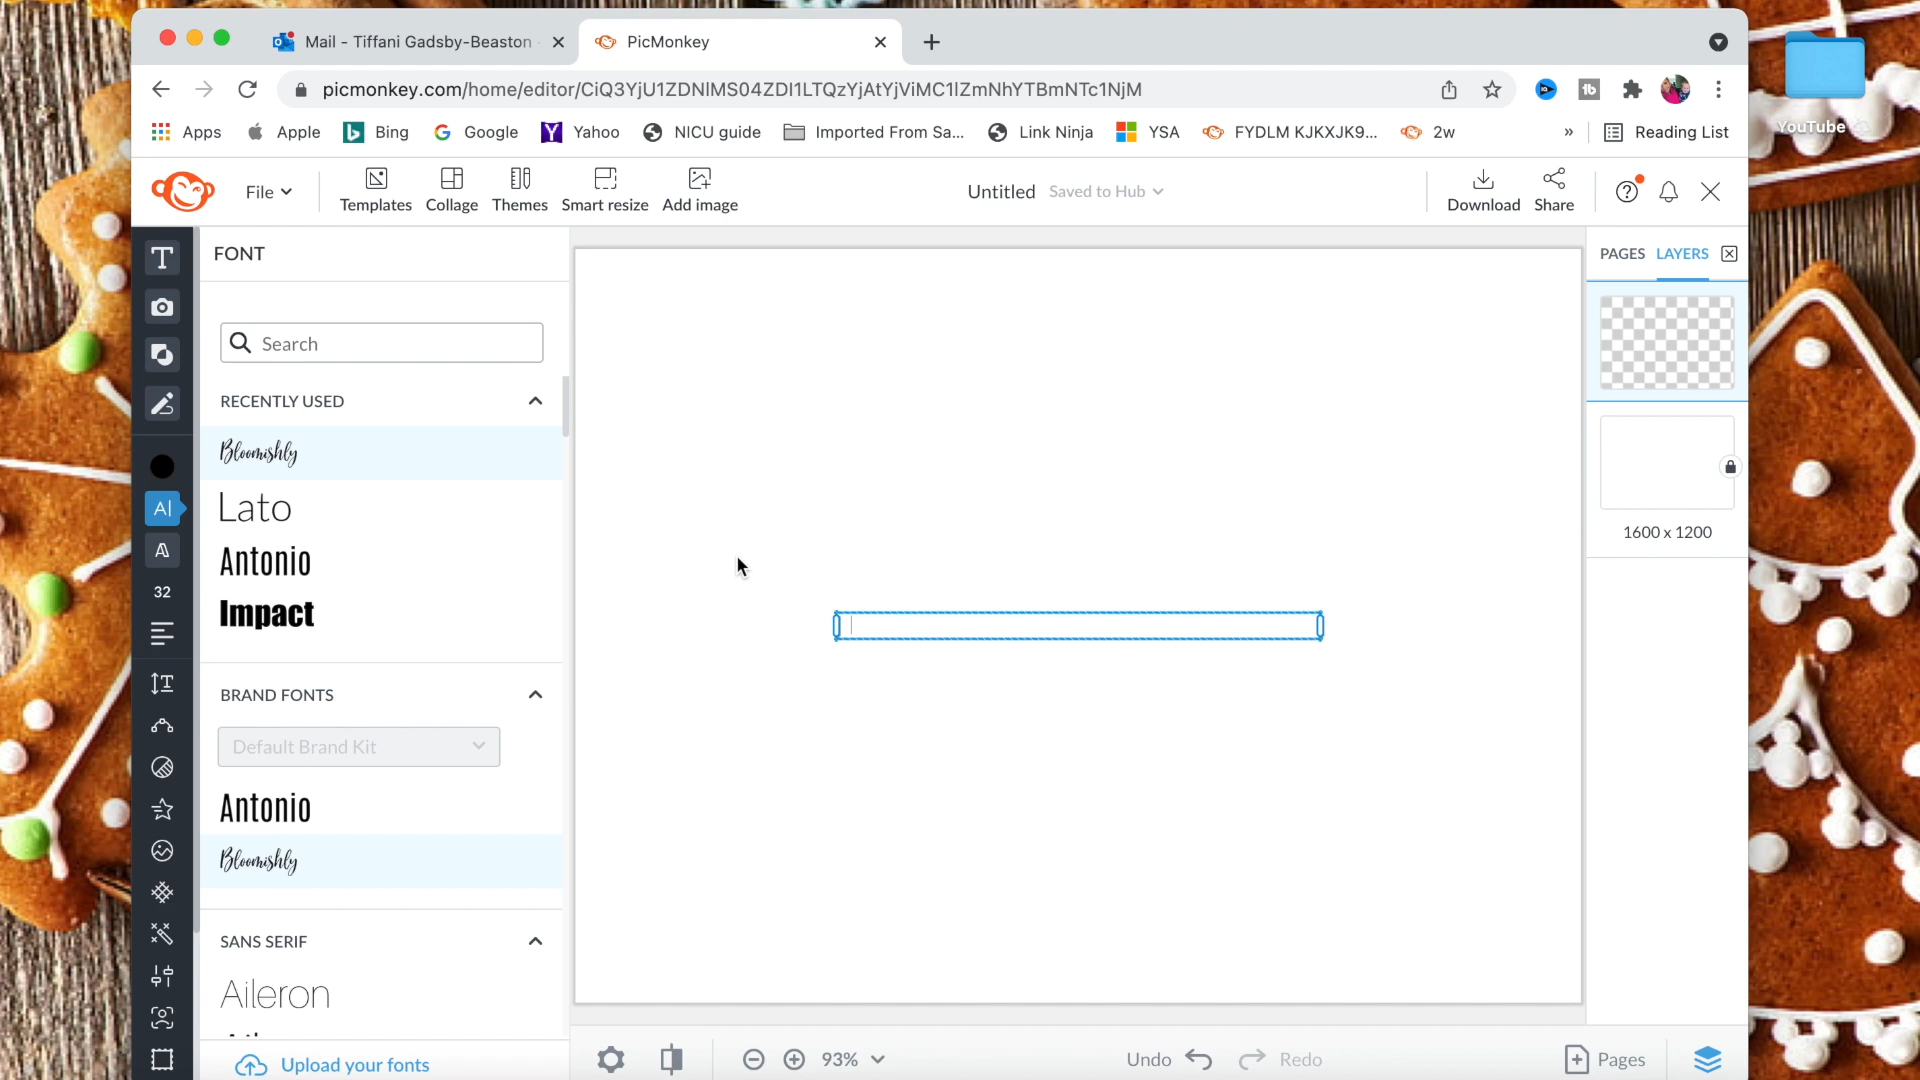 Mail - Tiffani Gadsby-Beaston
PicMonkey
picmonkey.com/home/editor/CiQ3YjU1ZDNlMS04ZDI1LTQzYjAtYjViMC1lZmNhYTBmNTc1NjM
Apps
Apple
Bing
Google
Yahoo
NICU guide
Imported From Sa...
Link Ninja
YSA
FYDLM KJKXJK9...
2w
»
Reading List
YouTube
File
Templates
Collage
Themes
Smart resize
Add image
Untitled
Saved to Hub
Download
Share
FONT
PAGES
LAYERS
Search
RECENTLY USED
Bloomishly
Lato
Antonio
Impact
32
1600 x 1200
BRAND FONTS
Default Brand Kit
Antonio
Bloomishly
SANS SERIF
Aileron
Upload your fonts
93%
Undo
Redo
Pages